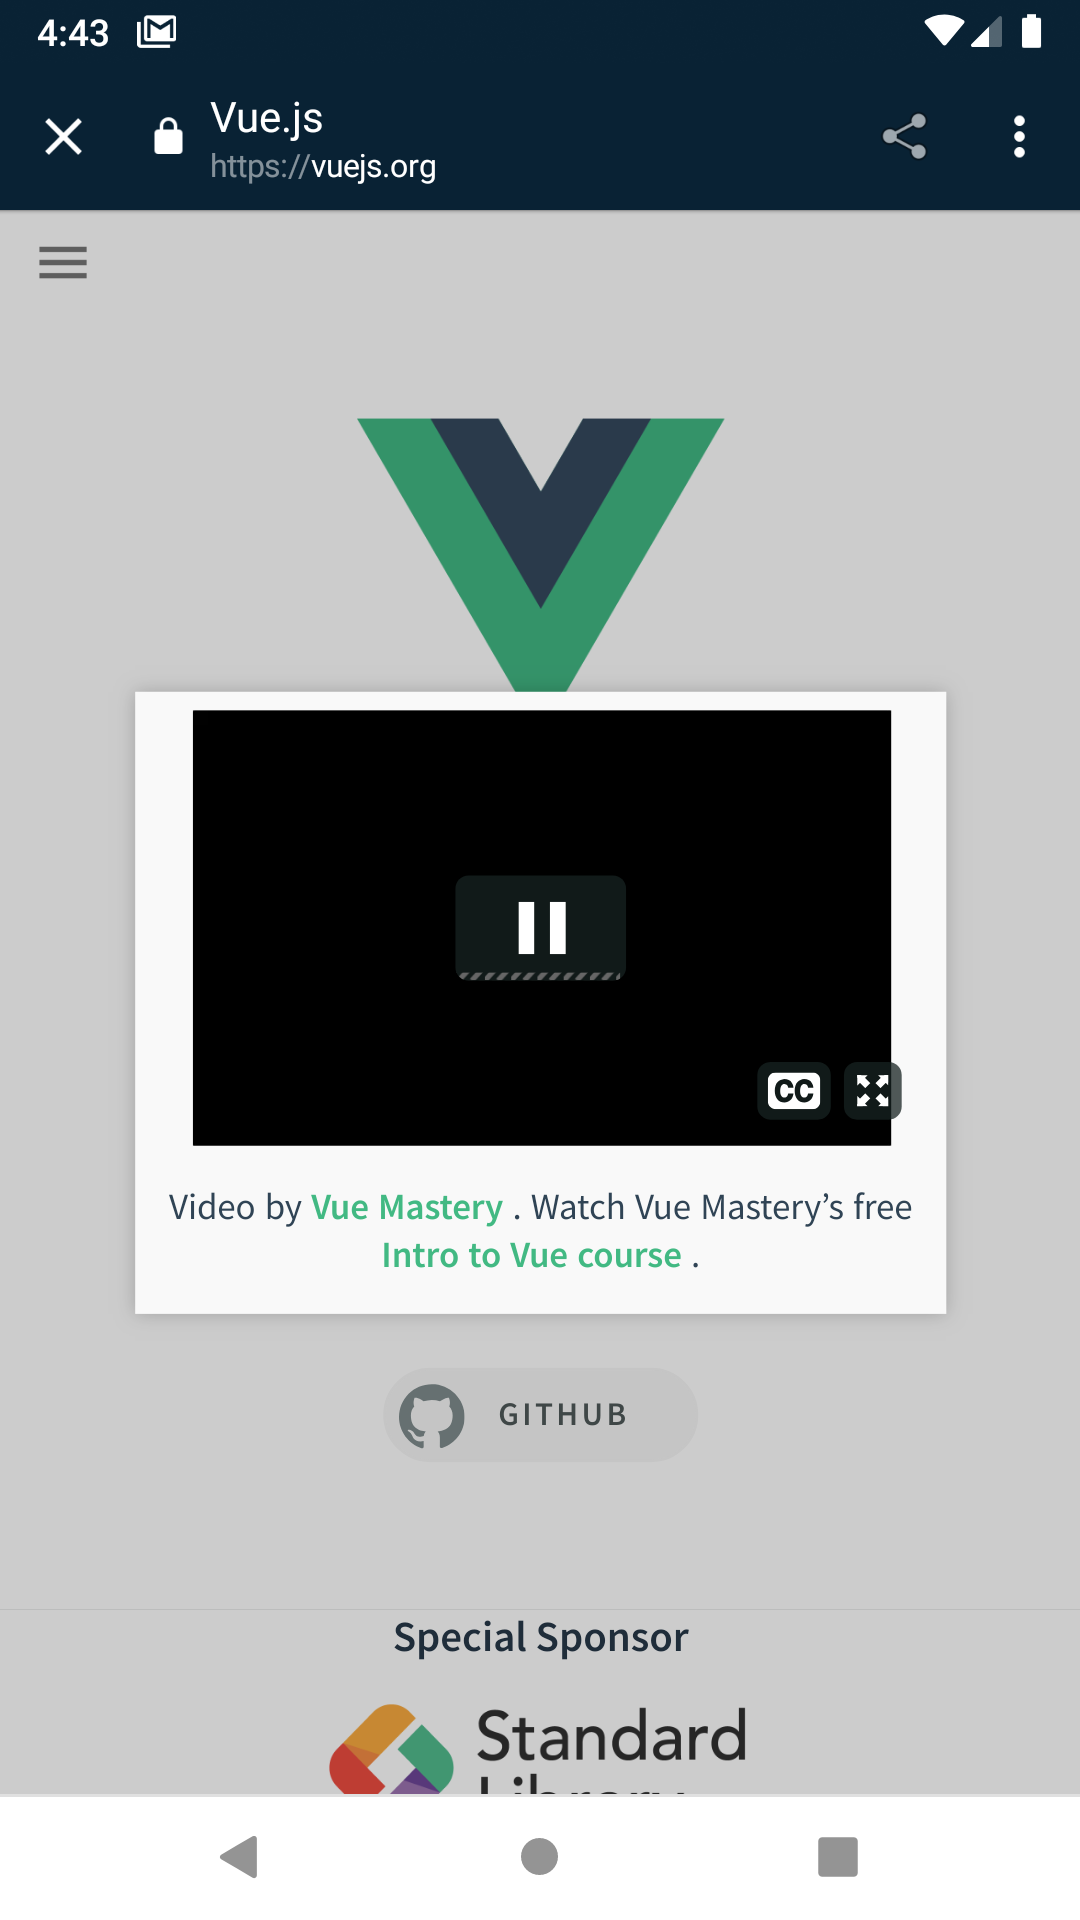 4:43
Vue.js
https://vuejs.org
CC
Video by Vue Mastery . Watch Vue Mastery’s free
Intro to Vue course .
GITHUB
Special Sponsor
Standard
Library